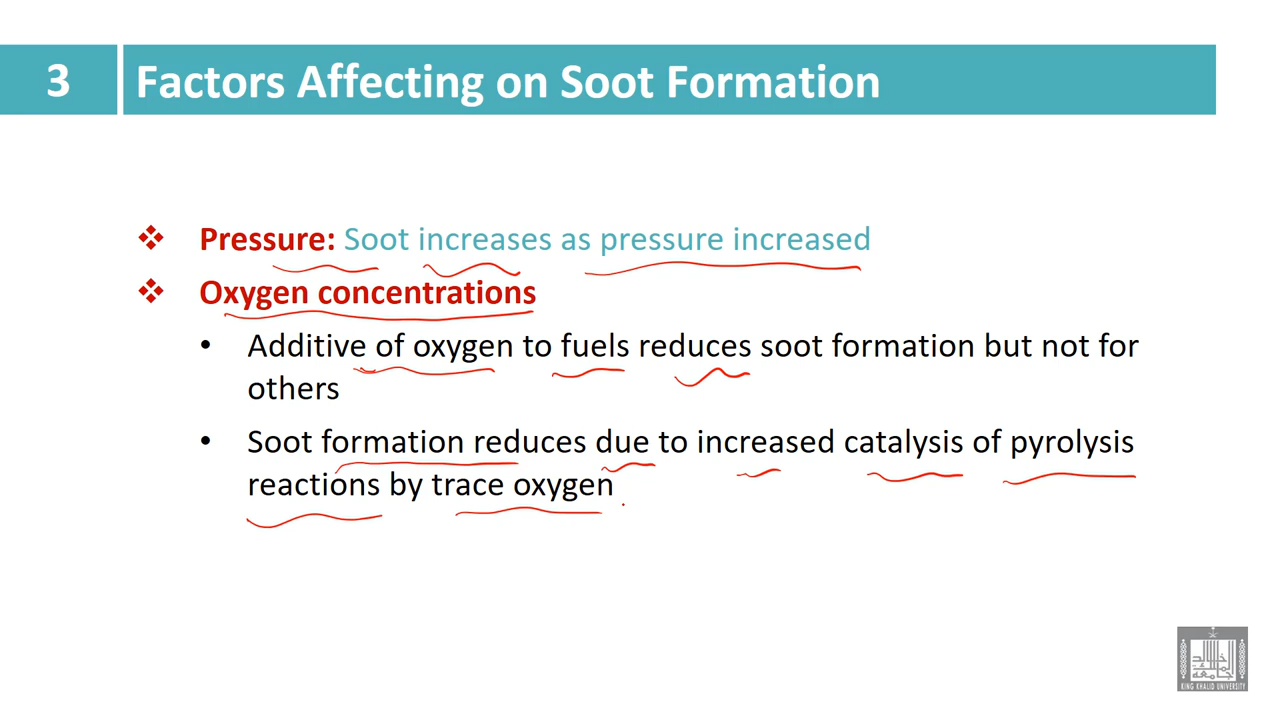 3
Factors Affecting on Soot Formation
❖ Pressure: Soot increases as pressure increased
❖ Oxygen concentrations
• Additive of oxygen to fuels reduces soot formation but not for
others
• Soot formation reduces due to increased catalysis of pyrolysis
reactions by trace oxygen
KING KHALID UNIVERSITY